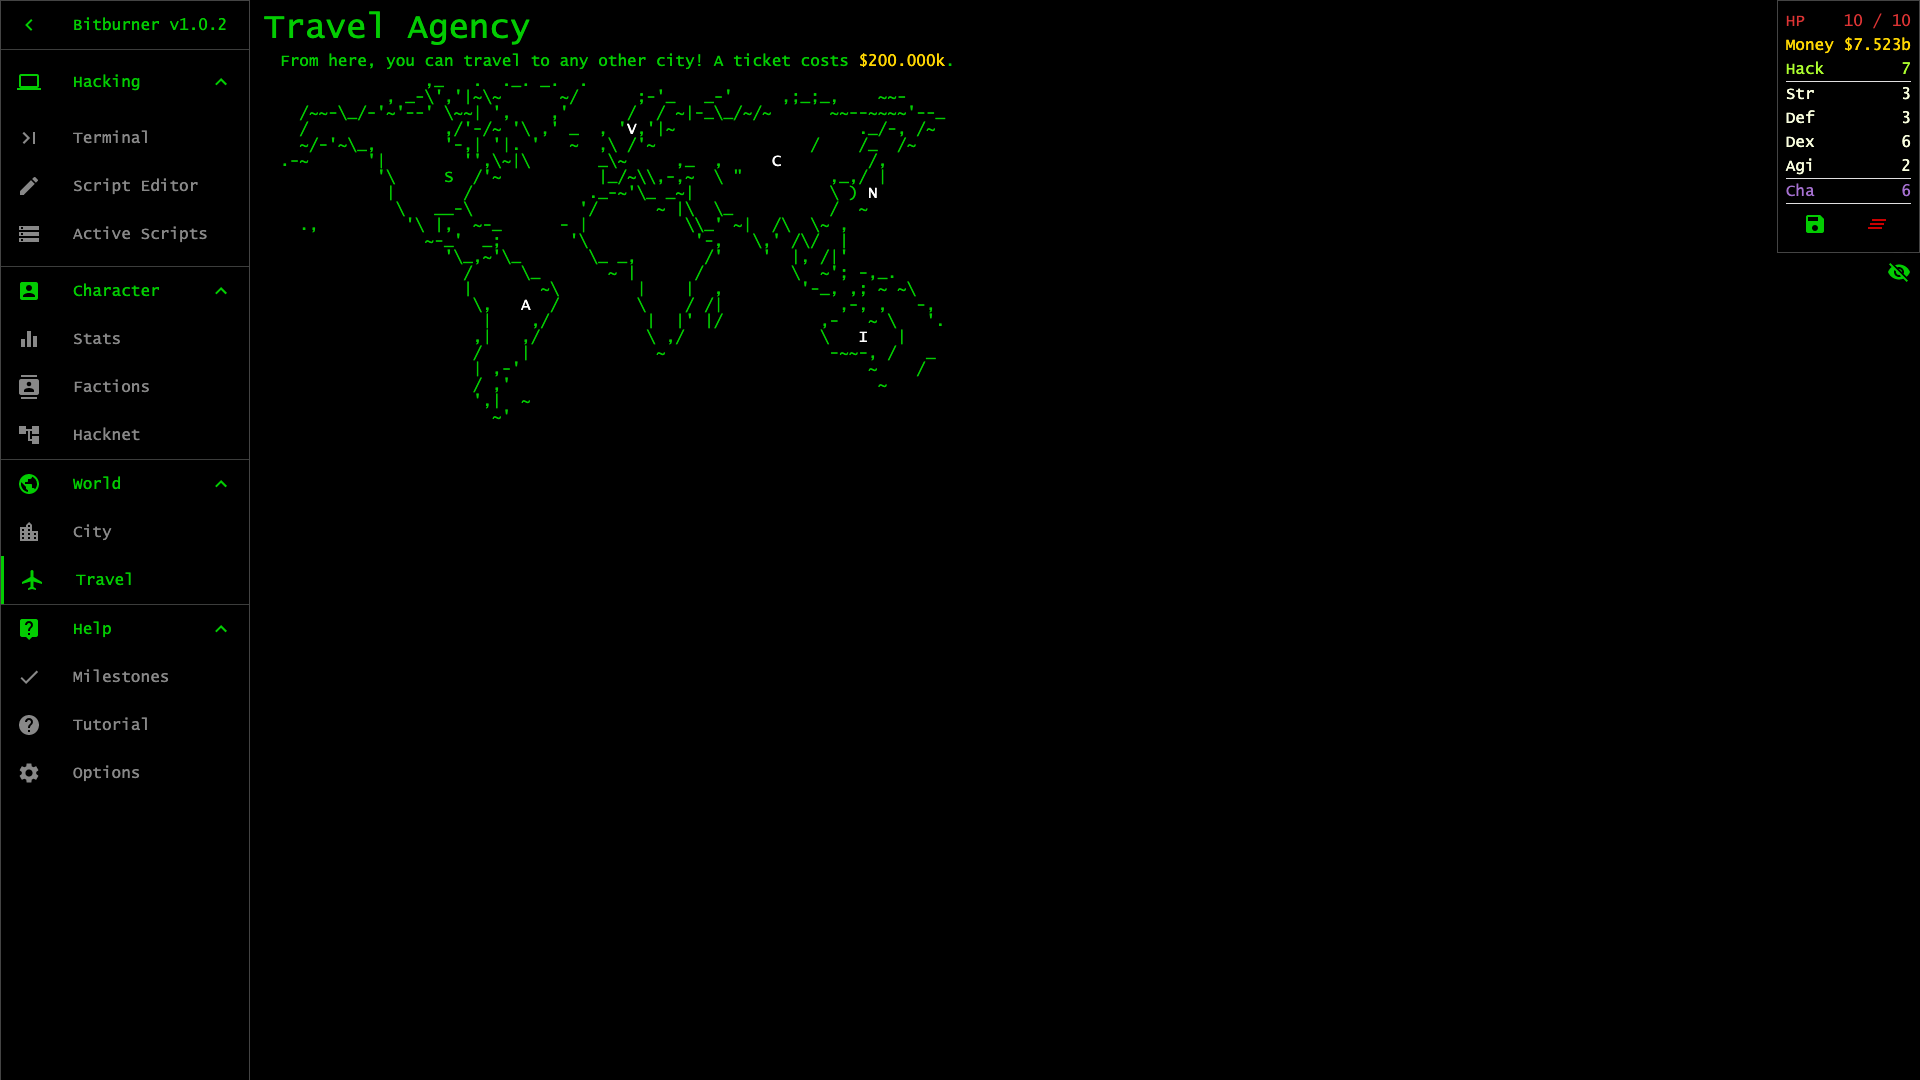 Bitburner v1.0.2
Hacking
Terminal
Script Editor
Active Scripts
Character
Stats
Factions
Hacknet
World
City
Travel
Help
Milestones
Tutorial
Options
Travel Agency
From here, you can travel to any other city! A ticket costs $200.000k.
V
C
S
N
A
I
HP 10 / 10
Money $7.523b
Hack 7
Str 3
Def 3
Dex 6
Agi 2
Cha 6